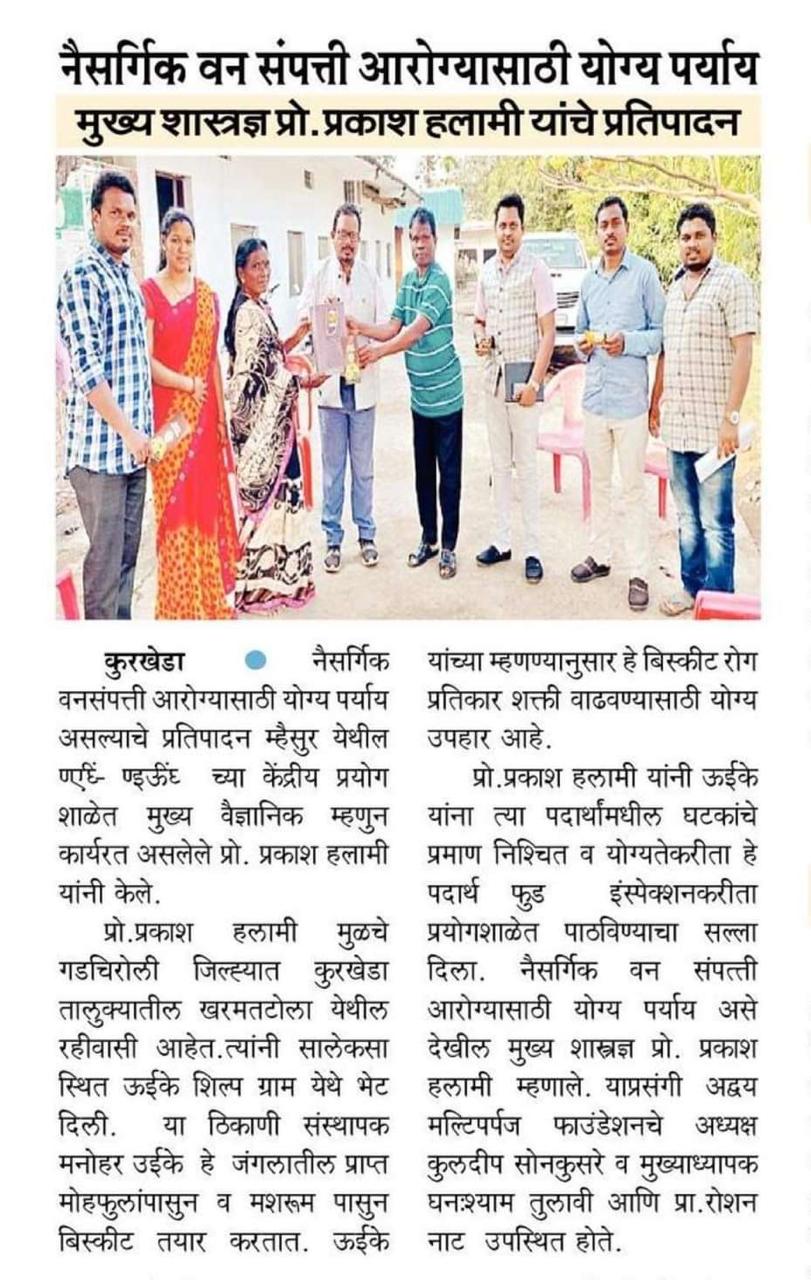 नैसर्गिक वन संपत्ती आरोग्यासाठी योग्य पर्याय
मुख्य शास्त्रज्ञ प्रो.प्रकाश हलामी यांचे प्रतिपादन
कुरखेडा ● नैसर्गिक
वनसंपत्ती आरोग्यासाठी योग्य पर्याय
असल्याचे प्रतिपादन म्हैसुर येथील
च्या केंद्रीय प्रयोग
शाळेत मुख्य वैज्ञानिक म्हणुन
कार्यरत असलेले प्रो. प्रकाश हलामी
यांनी केले.
प्रो.प्रकाश हलामी मुळचे
गडचिरोली जिल्ह्यात कुरखेडा
तालुक्यातील खरमतटोला येथील
रहीवासी आहेत.त्यांनी सालेकसा
स्थित ऊईके शिल्प ग्राम येथे भेट
दिली. या ठिकाणी संस्थापक
मनोहर उईके हे जंगलातील प्राप्त
मोहफुलांपासुन व मशरूम पासुन
बिस्कीट तयार करतात. ऊईके
यांच्या म्हणण्यानुसार हे बिस्कीट रोग
प्रतिकार शक्ती वाढवण्यासाठी योग्य
उपहार आहे.
प्रो.प्रकाश हलामी यांनी ऊईके
यांना त्या पदार्थांमधील घटकांचे
प्रमाण निश्चित व योग्यतेकरीता हे
पदार्थ फुड इंस्पेक्शनकरीता
प्रयोगशाळेत पाठविण्याचा सल्ला
दिला. नैसर्गिक वन संपत्ती
आरोग्यासाठी योग्य पर्याय असे
देखील मुख्य शास्त्रज्ञ प्रो. प्रकाश
हलामी म्हणाले. याप्रसंगी अद्वय
मल्टिपर्पज फाउंडेशनचे अध्यक्ष
कुलदीप सोनकुसरे व मुख्याध्यापक
घनःश्याम तुलावी आणि प्रा.रोशन
नाट उपस्थित होते.